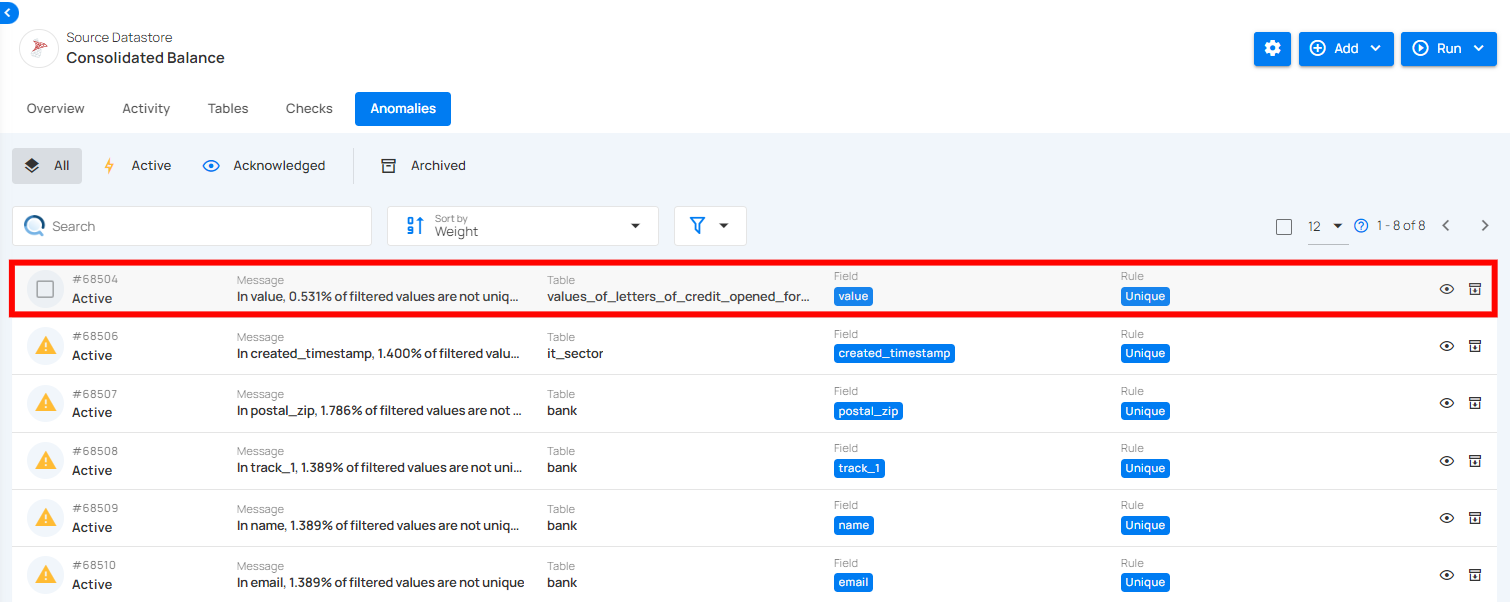 Source Datastore
Consolidated Balance
Add
Run
Overview Activity Tables Checks Anomalies
All Active Acknowledged Archived
Search
Sort by
Weight
12 1 - 8 of 8
#68504 Message Table Field Rule
Active In value, 0.531% of filtered values are not uniq... values_of_letters_of_credit_opened_for... value Unique
#68506 Message Table Field Rule
Active In created_timestamp, 1.400% of filtered valu... it_sector created_timestamp Unique
#68507 Message Table Field Rule
Active In postal_zip, 1.786% of filtered values are not ... bank postal_zip Unique
#68508 Message Table Field Rule
Active In track_1, 1.389% of filtered values are not uni... bank track_1 Unique
#68509 Message Table Field Rule
Active In name, 1.389% of filtered values are not uniq... bank name Unique
#68510 Message Table Field Rule
Active In email, 1.389% of filtered values are not unique bank email Unique